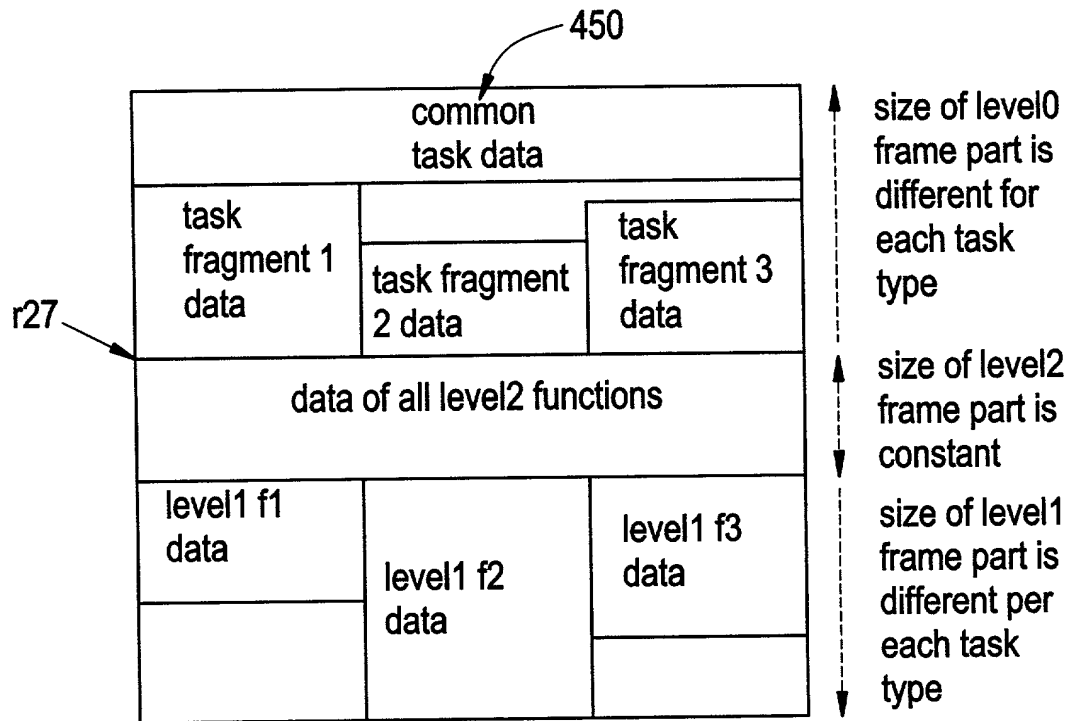 450
common
task data
size of level0
frame part is
different for
each task
type
task
fragment 1
data
task fragment
2 data
task
fragment 3
data
r27
data of all level2 functions
size of level2
frame part is
constant
level1 f1
data
level1 f2
data
level1 f3
data
size of level1
frame part is
different per
each task
type